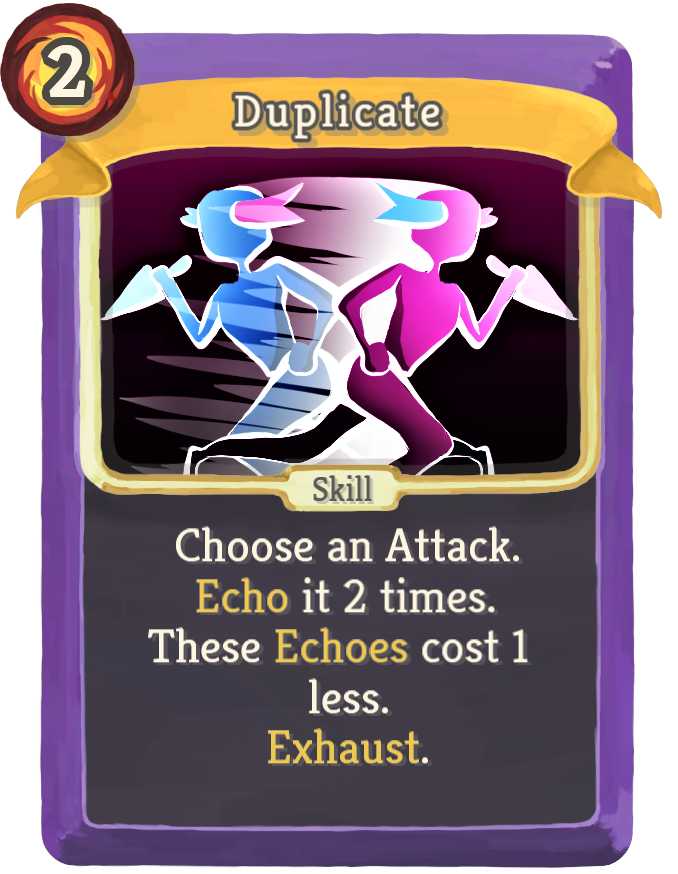 2
Duplicate
Skill
Choose an Attack.
Echo it 2 times.
These Echoes cost 1
less.
Exhaust.